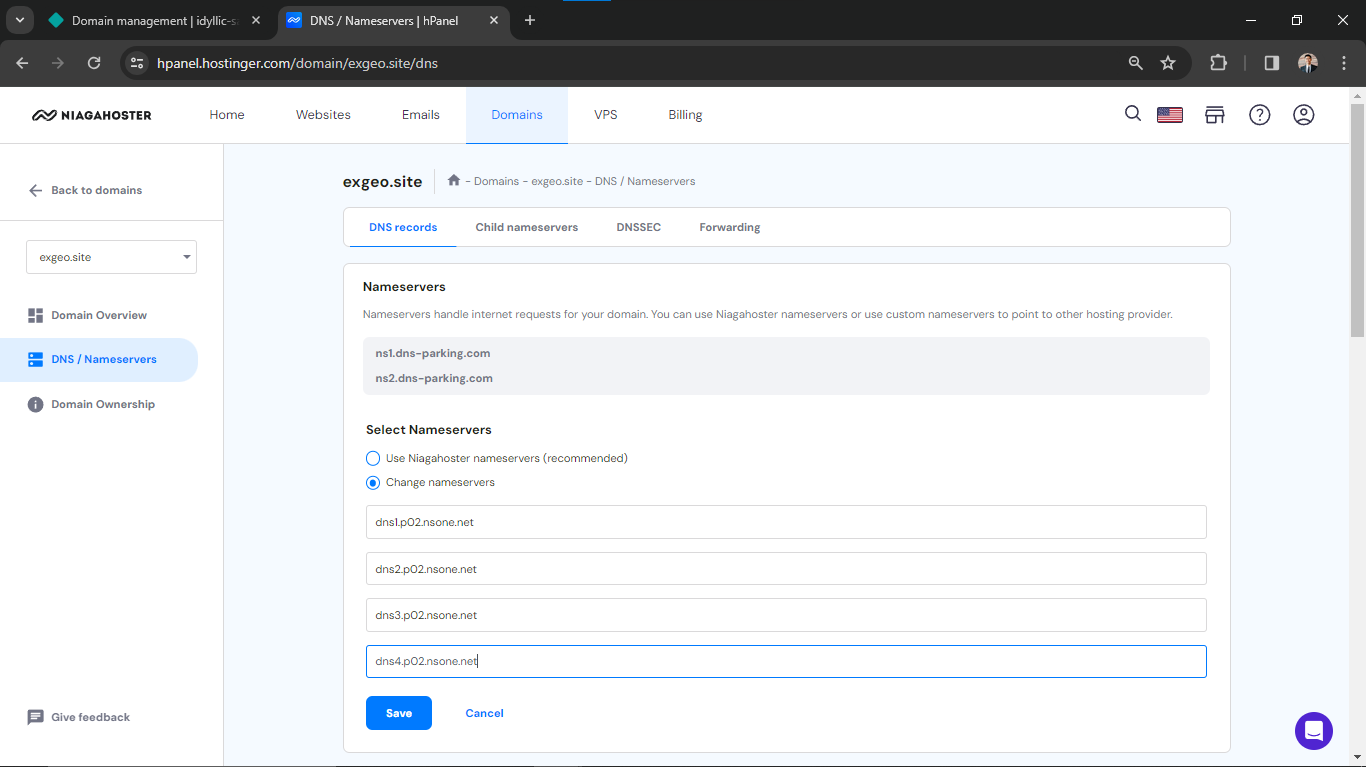 Domain management | idyllic-s
DNS / Nameservers | hPanel
hpanel.hostinger.com/domain/exgeo.site/dns
NIAGAHOSTER
Home
Websites
Emails
Domains
VPS
Billing
Back to domains
exgeo.site
Domain Overview
DNS / Nameservers
Domain Ownership
Give feedback
exgeo.site
- Domains - exgeo.site - DNS / Nameservers
DNS records
Child nameservers
DNSSEC
Forwarding
Nameservers
Nameservers handle internet requests for your domain. You can use Niagahoster nameservers or use custom nameservers to point to other hosting provider.
ns1.dns-parking.com
ns2.dns-parking.com
Select Nameservers
Use Niagahoster nameservers (recommended)
Change nameservers
dns1.p02.nsone.net
dns2.p02.nsone.net
dns3.p02.nsone.net
dns4.p02.nsone.net
Save
Cancel